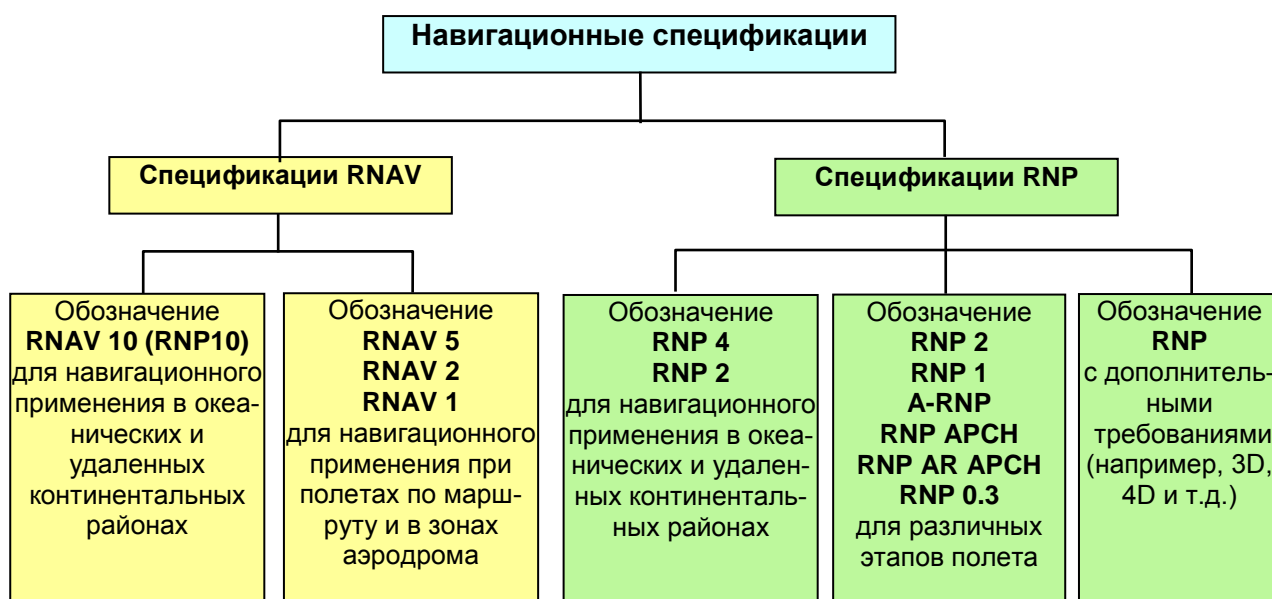 Навигационные спецификации
Спецификации RNAV
Спецификации RNP
Обозначение
RNAV 10 (RNP10)
для навигационного
применения в океа-
нических и
удаленных
континентальных
районах
Обозначение
RNAV 5
RNAV 2
RNAV 1
для навигационного
применения при
полетах по марш-
руту и в зонах
аэродрома
Обозначение
RNP 4
RNP 2
для навигационного
применения в океа-
нических и удален-
ных континенталь-
ных районах
Обозначение
RNP 2
RNP 1
A-RNP
RNP APCH
RNP AR APCH
RNP 0.3
для различных
этапов полета
Обозначение
RNP
с дополнитель-
ными
требованиями
(например, 3D,
4D и т.д.)